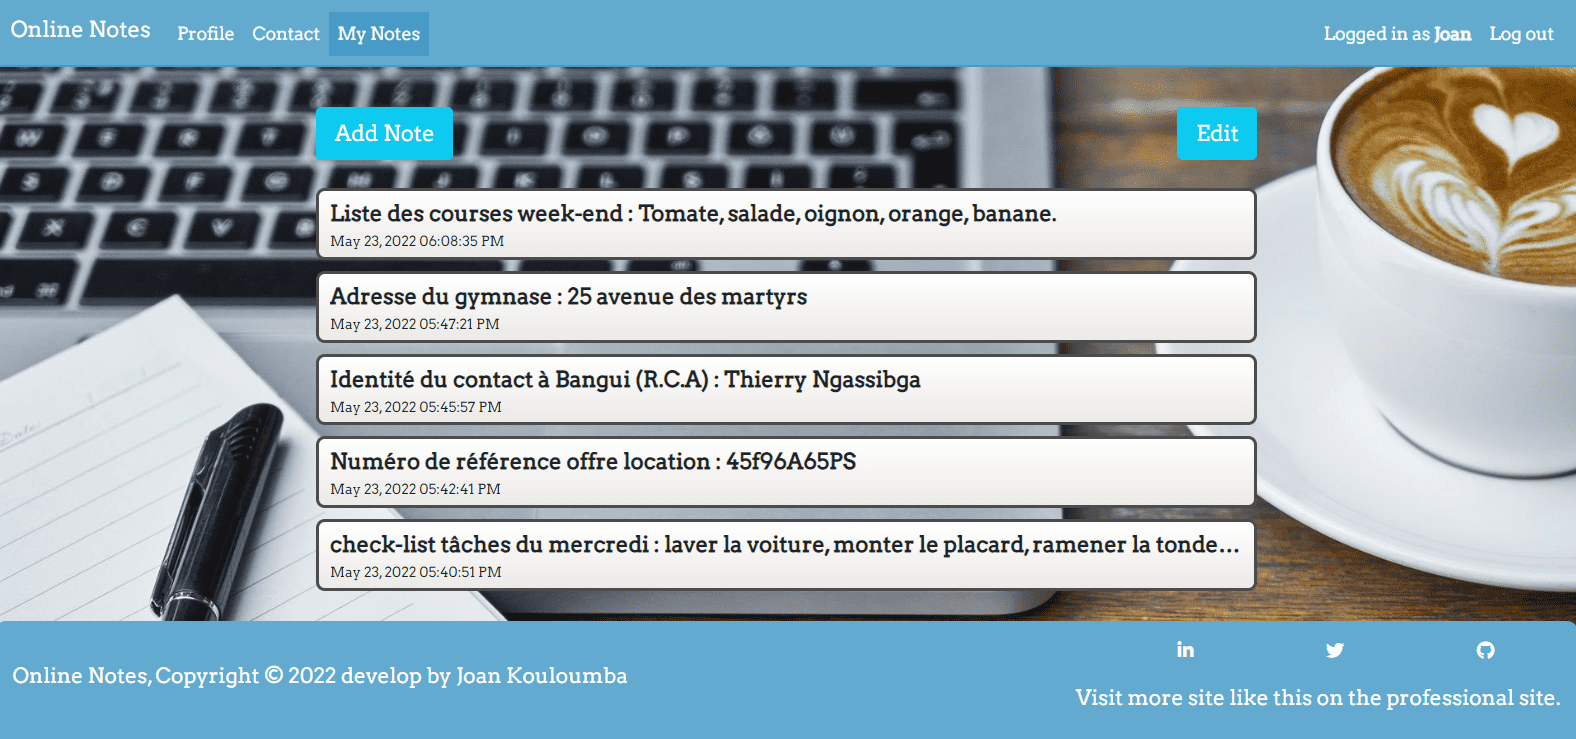 Online Notes Profile Contact My Notes Logged in as Joan Log out
Add Note Edit
Liste des courses week-end : Tomate, salade, oignon, orange, banane.
May 23, 2022 06:08:35 PM
Adresse du gymnase : 25 avenue des martyrs
May 23, 2022 05:47:21 PM
Identité du contact à Bangui (R.C.A) : Thierry Ngassibga
May 23, 2022 05:45:57 PM
Numéro de référence offre location : 45f96A65PS
May 23, 2022 05:42:41 PM
check-list tâches du mercredi : laver la voiture, monter le placard, ramener la tonde...
May 23, 2022 05:40:51 PM
Online Notes, Copyright © 2022 develop by Joan Kouloumba
Visit more site like this on the professional site.